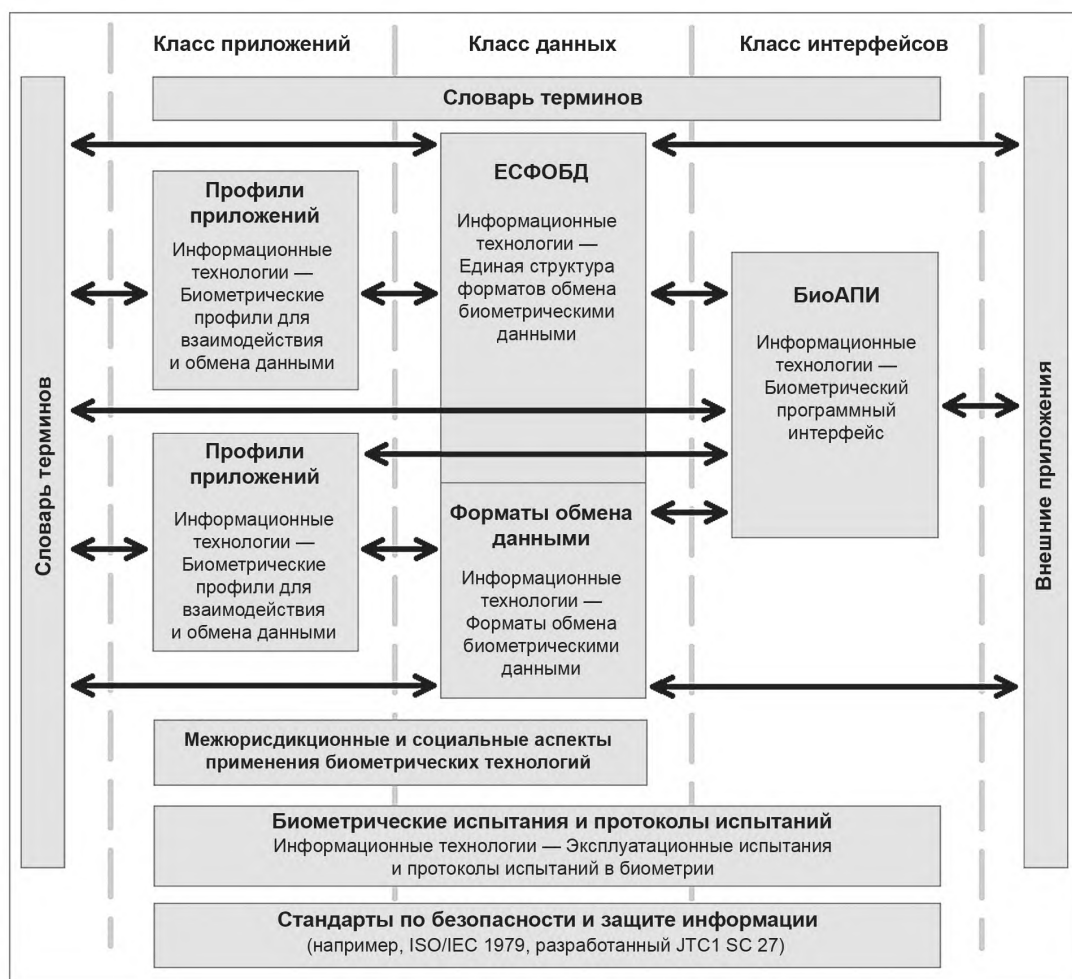 Класс приложений
Класс данных
Класс интерфейсов
Словарь терминов
Словарь терминов
Внешние приложения
Профили
приложений
Информационные
технологии —
Биометрические
профили для
взаимодействия
и обмена данными
ЕСФОБД
Информационные
технологии —
Единая структура
форматов обмена
биометрическими
данными
БиоАПИ
Информационные
технологии —
Биометрический
программный
интерфейс
Профили
приложений
Информационные
технологии —
Биометрические
профили для
взаимодействия
и обмена данными
Форматы обмена
данными
Информационные
технологии —
Форматы обмена
биометрическими
данными
Межюрисдикционные и социальные аспекты
применения биометрических технологий
Биометрические испытания и протоколы испытаний
Информационные технологии — Эксплуатационные испытания
и протоколы испытаний в биометрии
Стандарты по безопасности и защите информации
(например, ISO/IEC 1979, разработанный JTC1 SC 27)